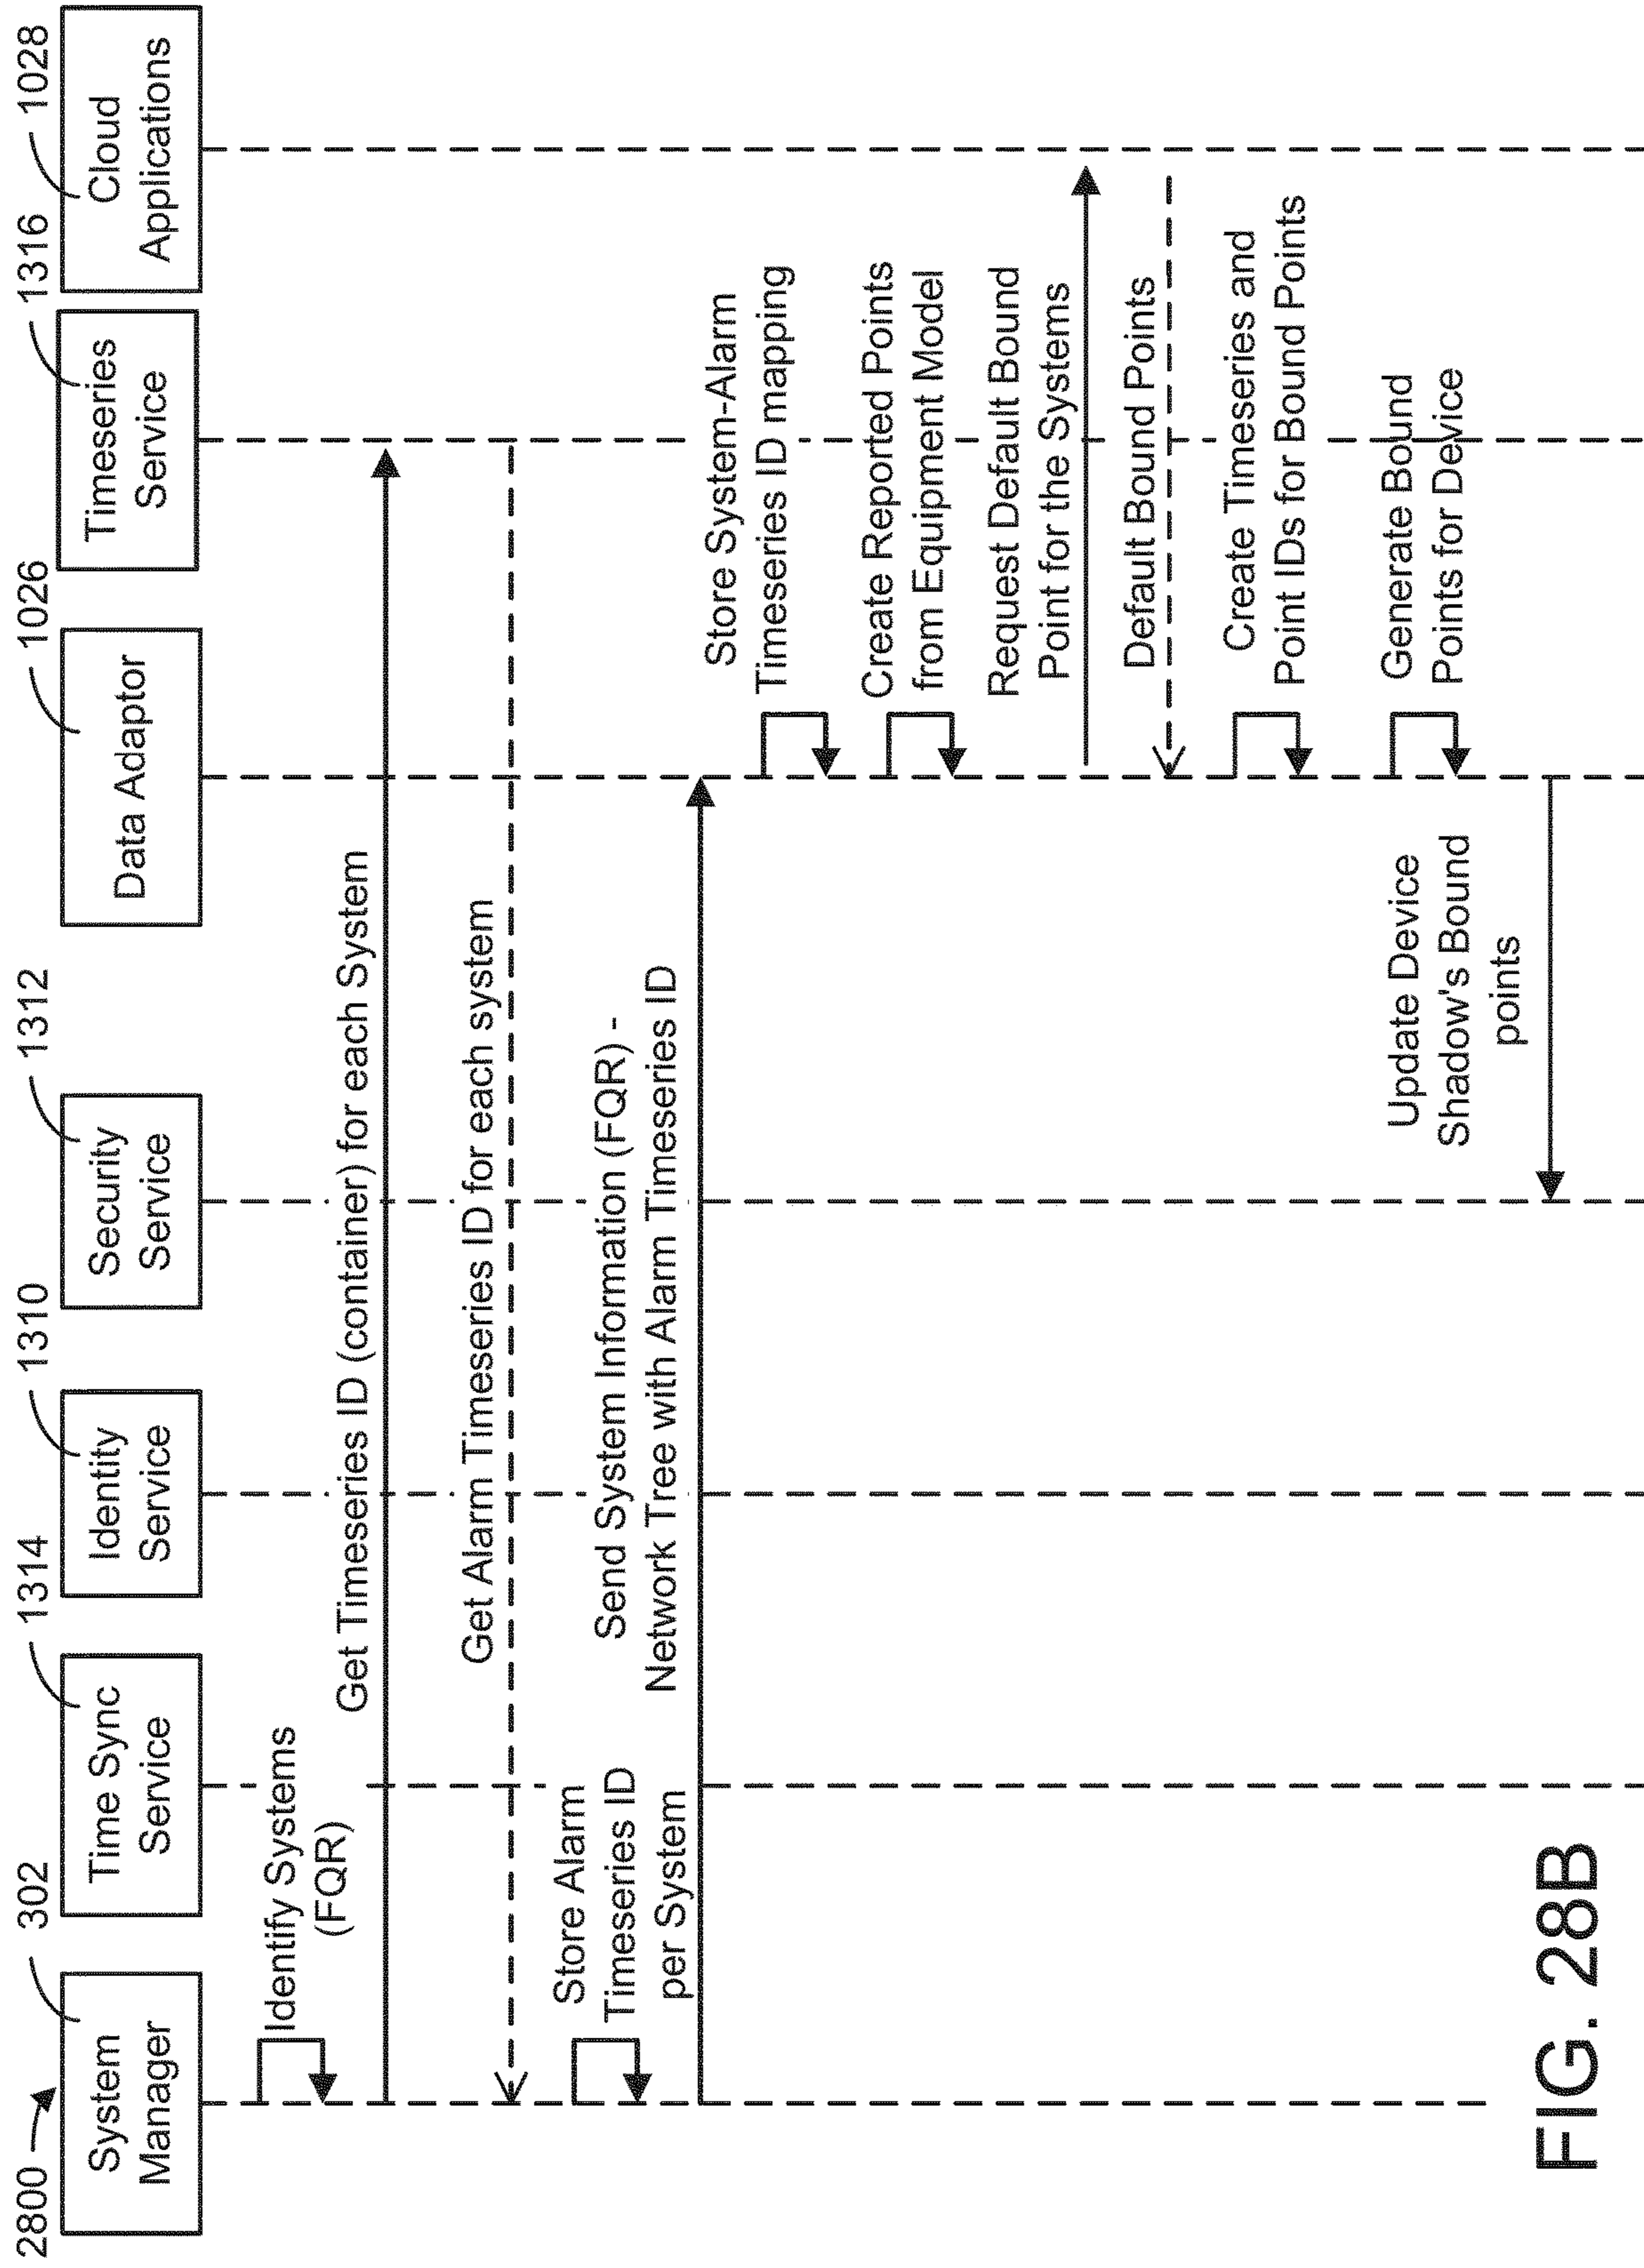 2800
302
1314
1310
1312
1026
1316
1028
System
Manager
Time Sync
Service
Identity
Service
Security
Service
Data Adaptor
Timeseries
Service
Cloud
Applications
Identify Systems
(FQR)
Get Timeseries ID (container) for each System
Get Alarm Timeseries ID for each system
Store Alarm
Timeseries ID
per System
Send System Information (FQR) -
Network Tree with Alarm Timeseries ID
Store System-Alarm
Timeseries ID mapping
Create Reported Points
from Equipment Model
Request Default Bound
Point for the Systems
Default Bound Points
Create Timeseries and
Point IDs for Bound Points
Generate Bound
Points for Device
Update Device
Shadow's Bound
points
FIG. 28B